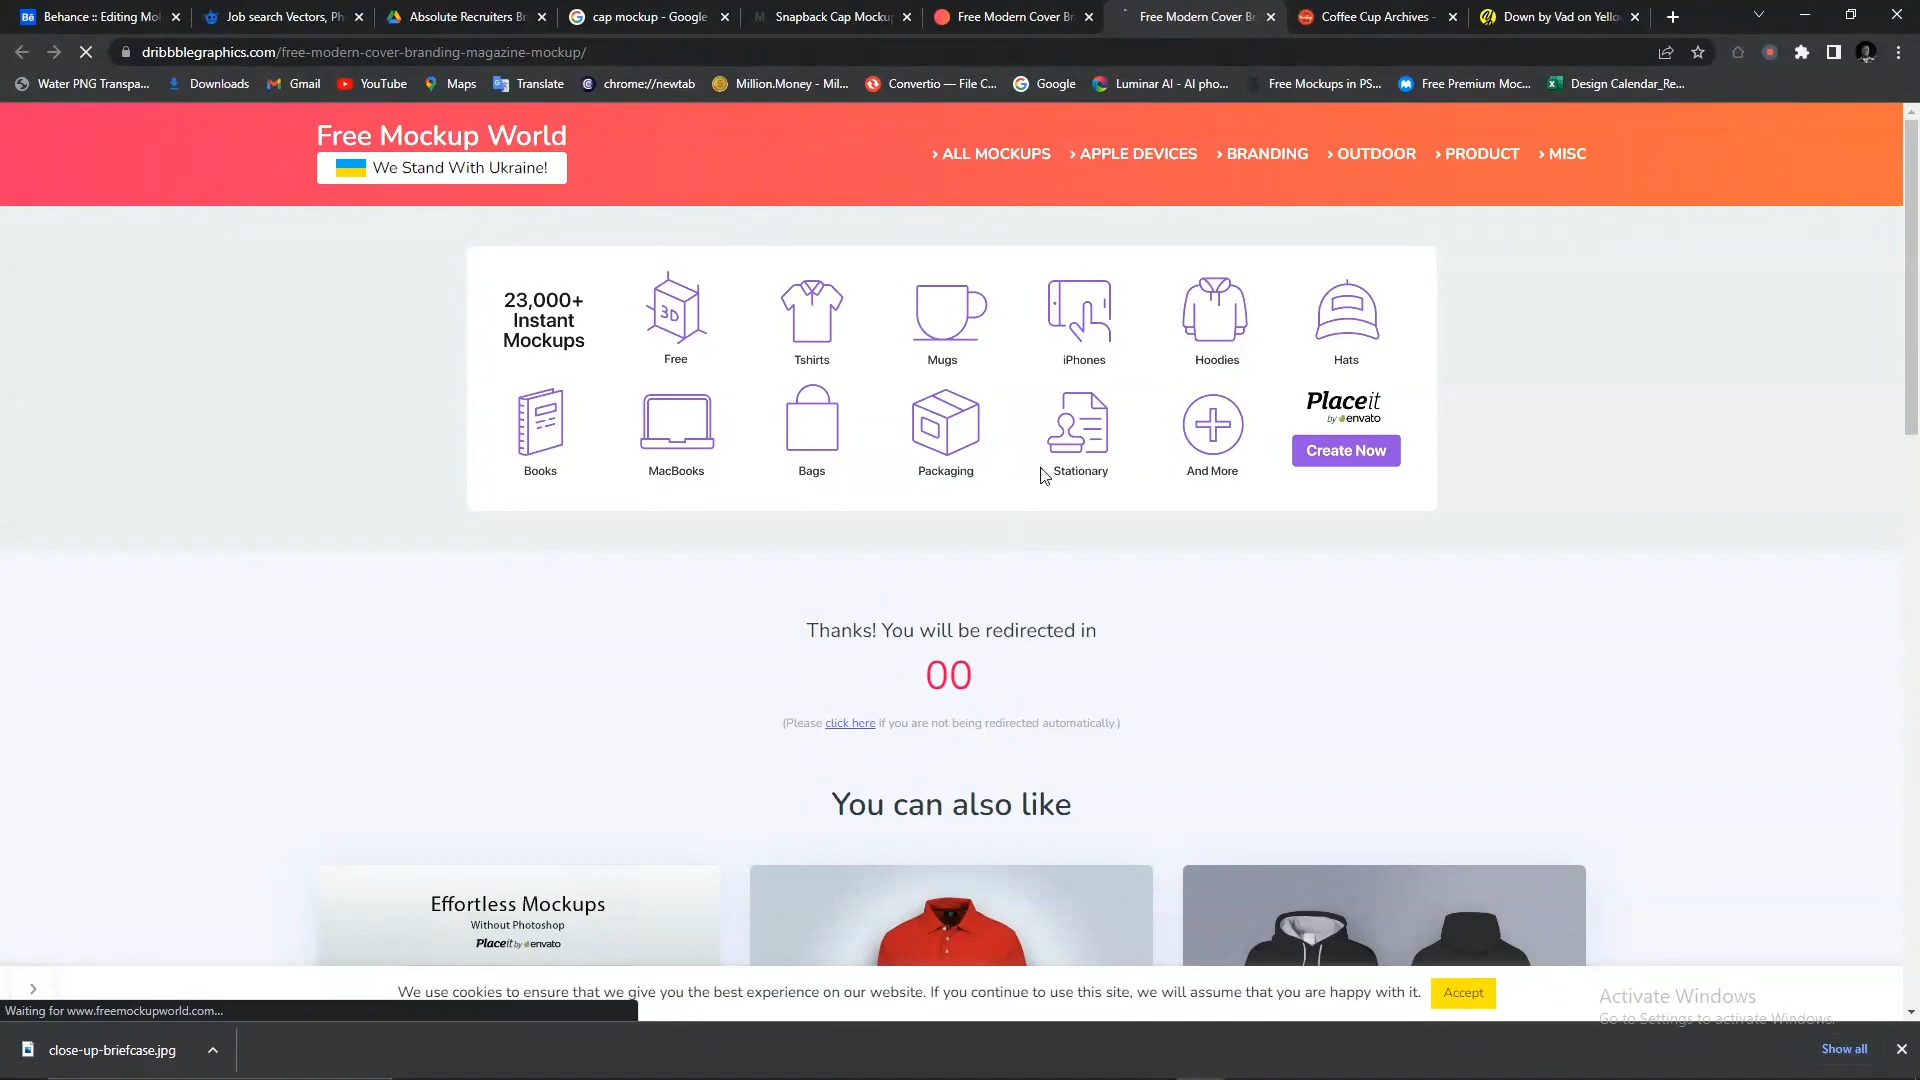 Behance :: Editing Mo
Job search Vectors, Ph
Absolute Recruiters Br
cap mockup - Google
Snapback Cap Mocku
Free Modern Cover Br
Free Modern Cover Br
Coffee Cup Archives -
Down by Vad on Yello
dribbblegraphics.com/free-modern-cover-branding-magazine-mockup/
Water PNG Transpa...
Downloads
Gmail
YouTube
Maps
Translate
chrome://newtab
Million.Money - Mil...
Convertio — File C...
Google
Luminar AI - AI pho...
Free Mockups in PS...
Free Premium Moc...
Design Calendar_Re...
Free Mockup World
We Stand With Ukraine!
› ALL MOCKUPS › APPLE DEVICES › BRANDING › OUTDOOR › PRODUCT › MISC
23,000+
Instant
Mockups
3D
Free
Tshirts
Mugs
iPhones
Hoodies
Hats
Books
MacBooks
Bags
Packaging
Stationary
And More
Placeit
by envato
Create Now
Thanks! You will be redirected in
00
(Please click here if you are not being redirected automatically.)
You can also like
Effortless Mockups
Without Photoshop
Placeit by envato
We use cookies to ensure that we give you the best experience on our website. If you continue to use this site, we will assume that you are happy with it.
Accept
Activate Windows
Go to Settings to activate Windows.
Waiting for www.freemockupworld.com...
close-up-briefcase.jpg
Show all